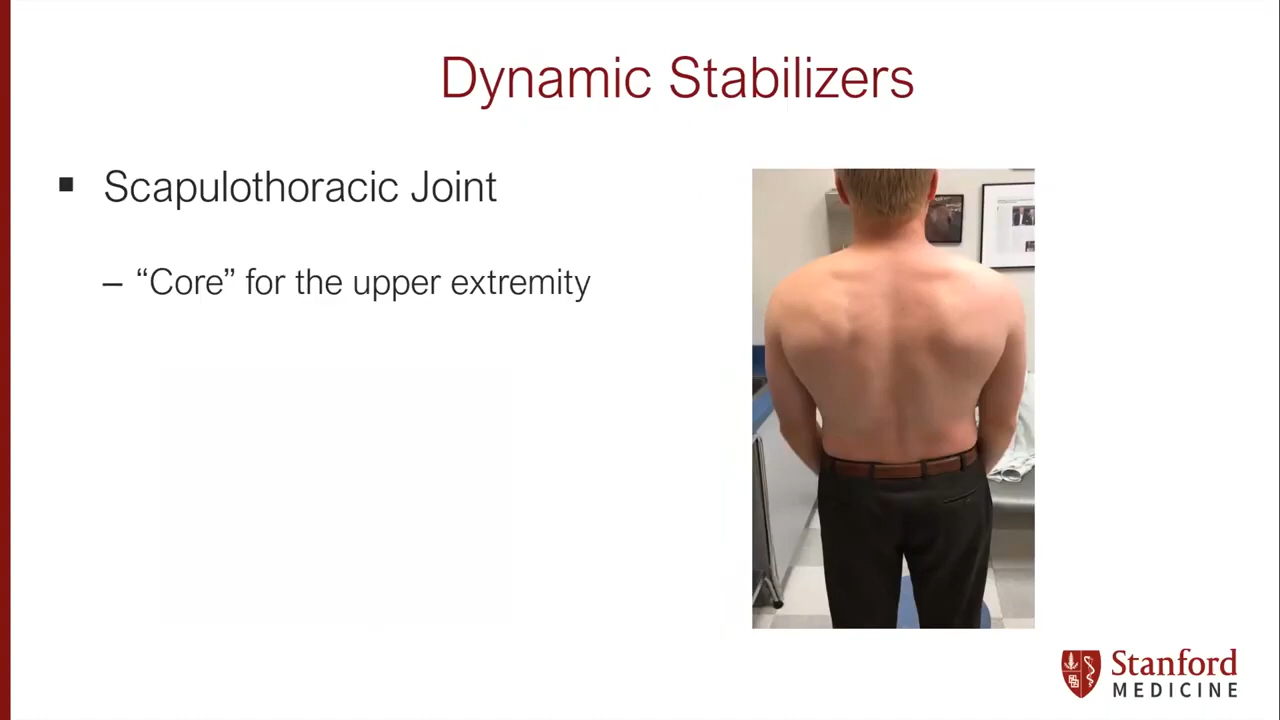 Dynamic Stabilizers
▪ Scapulothoracic Joint
– “Core” for the upper extremity
Stanford
MEDICINE